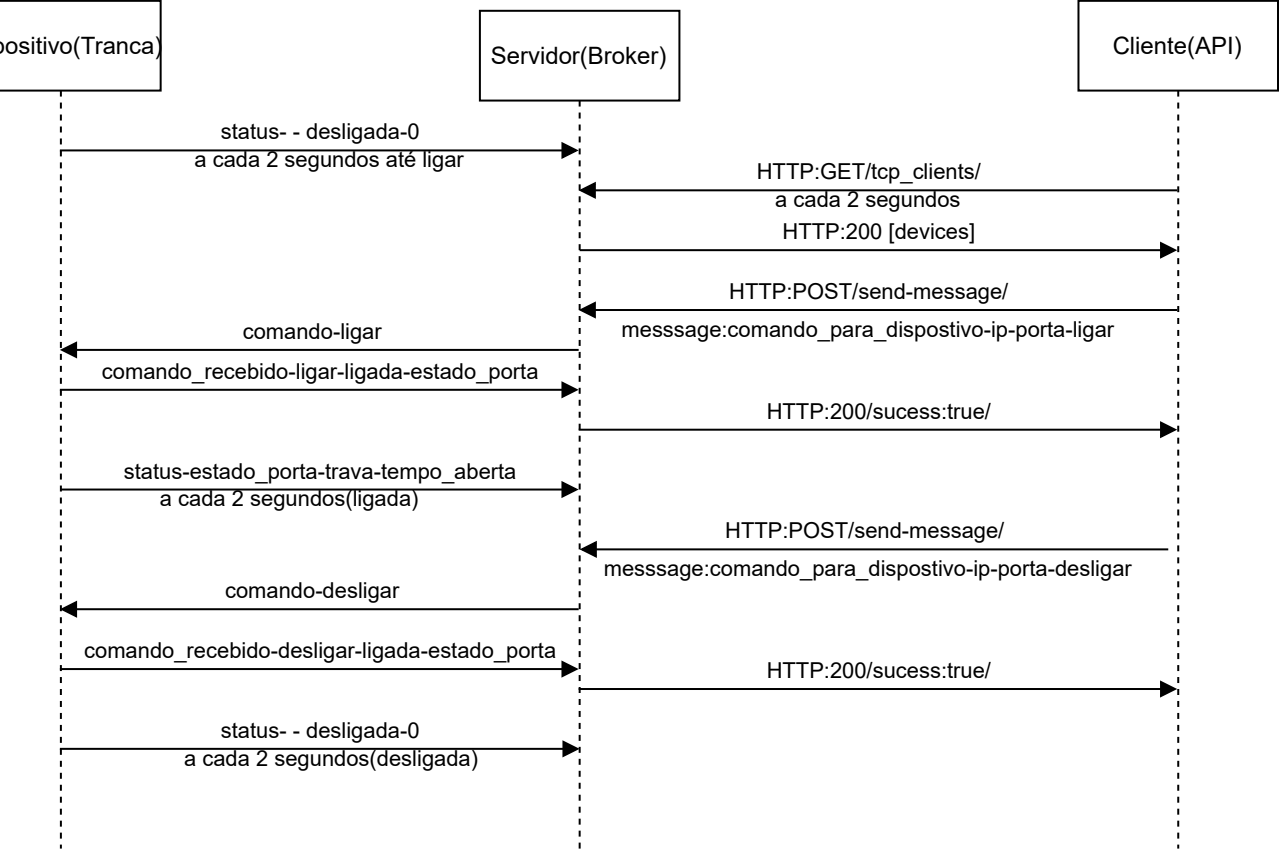 positivo(Tranca)
Servidor(Broker)
Cliente(API)
status- - desligada-0
a cada 2 segundos até ligar
HTTP:GET/tcp_clients/
a cada 2 segundos
HTTP:200 [devices]
HTTP:POST/send-message/
messsage:comando_para_dispostivo-ip-porta-ligar
comando-ligar
comando_recebido-ligar-ligada-estado_porta
HTTP:200/sucess:true/
status-estado_porta-trava-tempo_aberta
a cada 2 segundos(ligada)
HTTP:POST/send-message/
messsage:comando_para_dispostivo-ip-porta-desligar
comando-desligar
comando_recebido-desligar-ligada-estado_porta
HTTP:200/sucess:true/
status- - desligada-0
a cada 2 segundos(desligada)